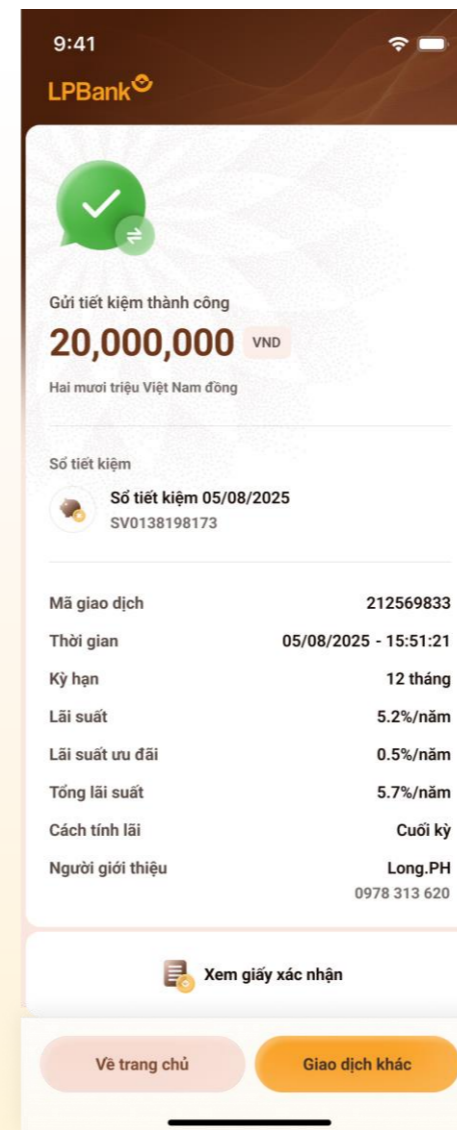 9:41
LPBank
Gửi tiết kiệm thành công
20,000,000 VND
Hai mươi triệu Việt Nam đồng
Sổ tiết kiệm
Sổ tiết kiệm 05/08/2025
SV0138198173
Mã giao dịch 212569833
Thời gian 05/08/2025 - 15:51:21
Kỳ hạn 12 tháng
Lãi suất 5.2%/năm
Lãi suất ưu đãi 0.5%/năm
Tổng lãi suất 5.7%/năm
Cách tính lãi Cuối kỳ
Người giới thiệu Long.PH
0978 313 620
Xem giấy xác nhận
Về trang chủ Giao dịch khác